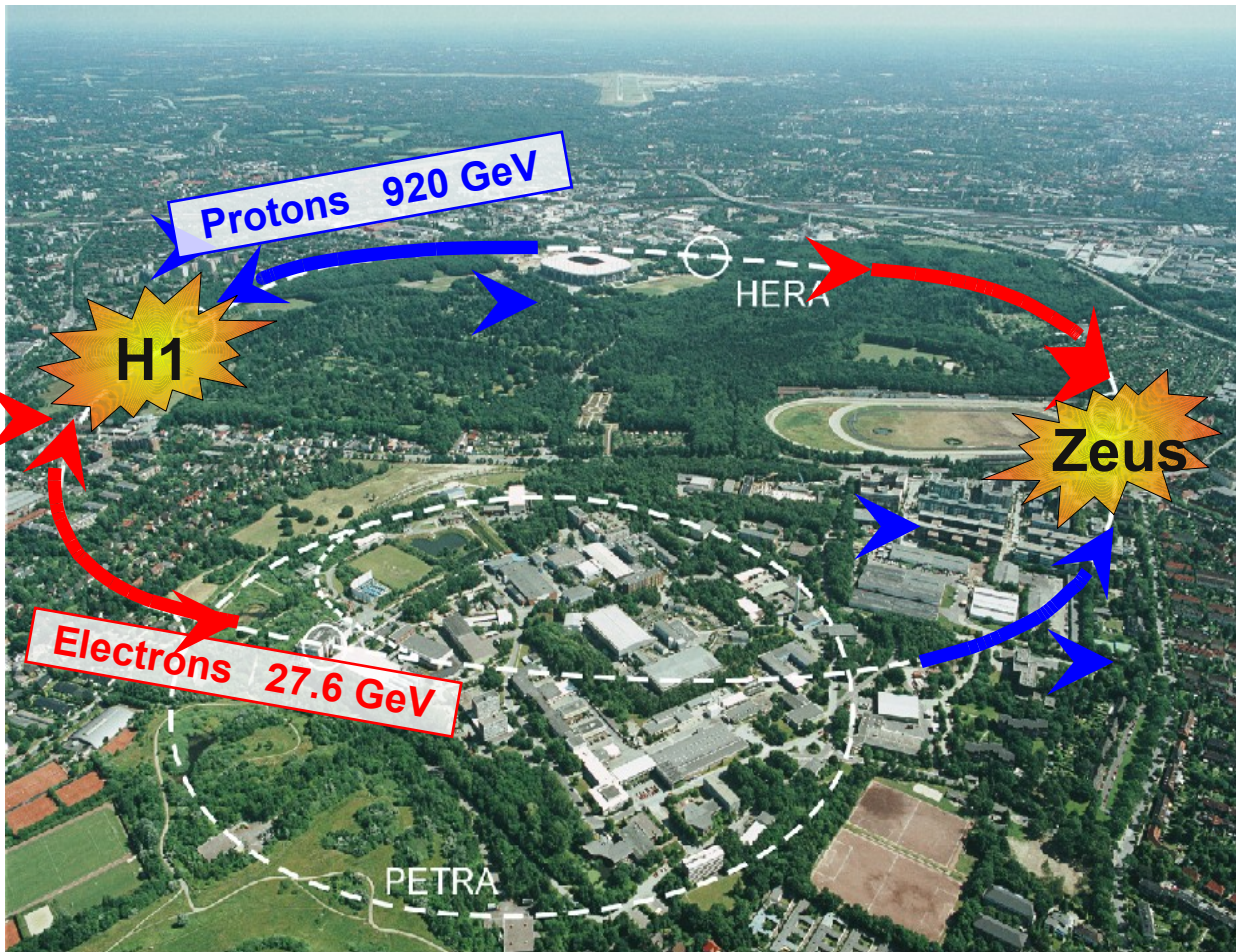 Protons 920 GeV
HERA
H1
Zeus
Electrons 27.6 GeV
PETRA